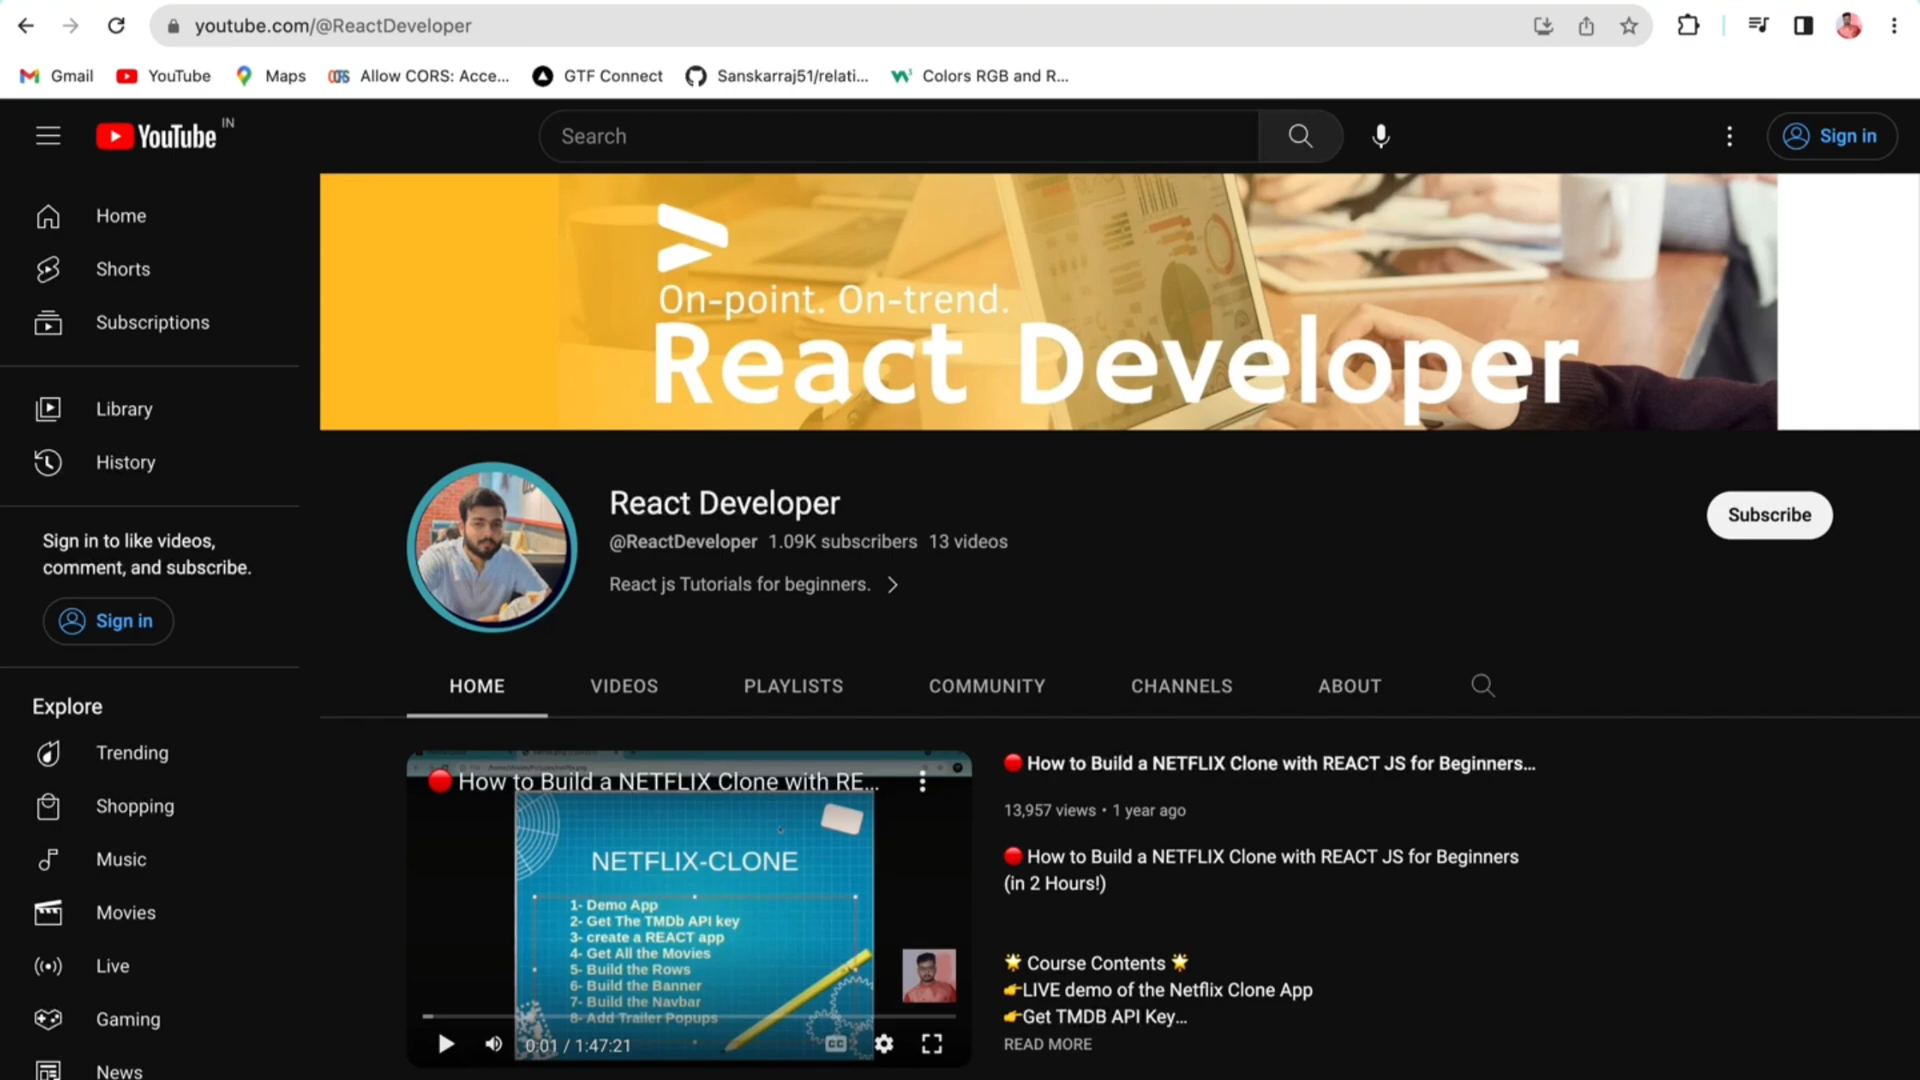 youtube.com/@ReactDeveloper
Gmail
YouTube
Maps
Allow CORS: Acce...
GTF Connect
Sanskarraj51/relati...
Colors RGB and R...
YouTube IN
Search
Sign in
Home
Shorts
Subscriptions
Library
History
Sign in to like videos,
comment, and subscribe.
Sign in
Explore
Trending
Shopping
Music
Movies
Live
Gaming
News
On-point. On-trend.
React Developer
React Developer
@ReactDeveloper 1.09K subscribers 13 videos
React js Tutorials for beginners.
Subscribe
HOME
VIDEOS
PLAYLISTS
COMMUNITY
CHANNELS
ABOUT
🔴 How to Build a NETFLIX Clone with RE...
NETFLIX-CLONE
1- Demo App
2- Get The TMDb API key
3- create a REACT app
4- Get All the Movies
5- Build the Rows
6- Build the Banner
7- Build the Navbar
8- Add Trailer Popups
0:01 / 1:47:21
CC
🔴 How to Build a NETFLIX Clone with REACT JS for Beginners...
13,957 views • 1 year ago
🔴 How to Build a NETFLIX Clone with REACT JS for Beginners
(in 2 Hours!)
🌟 Course Contents 🌟
👉LIVE demo of the Netflix Clone App
👉Get TMDB API Key...
READ MORE